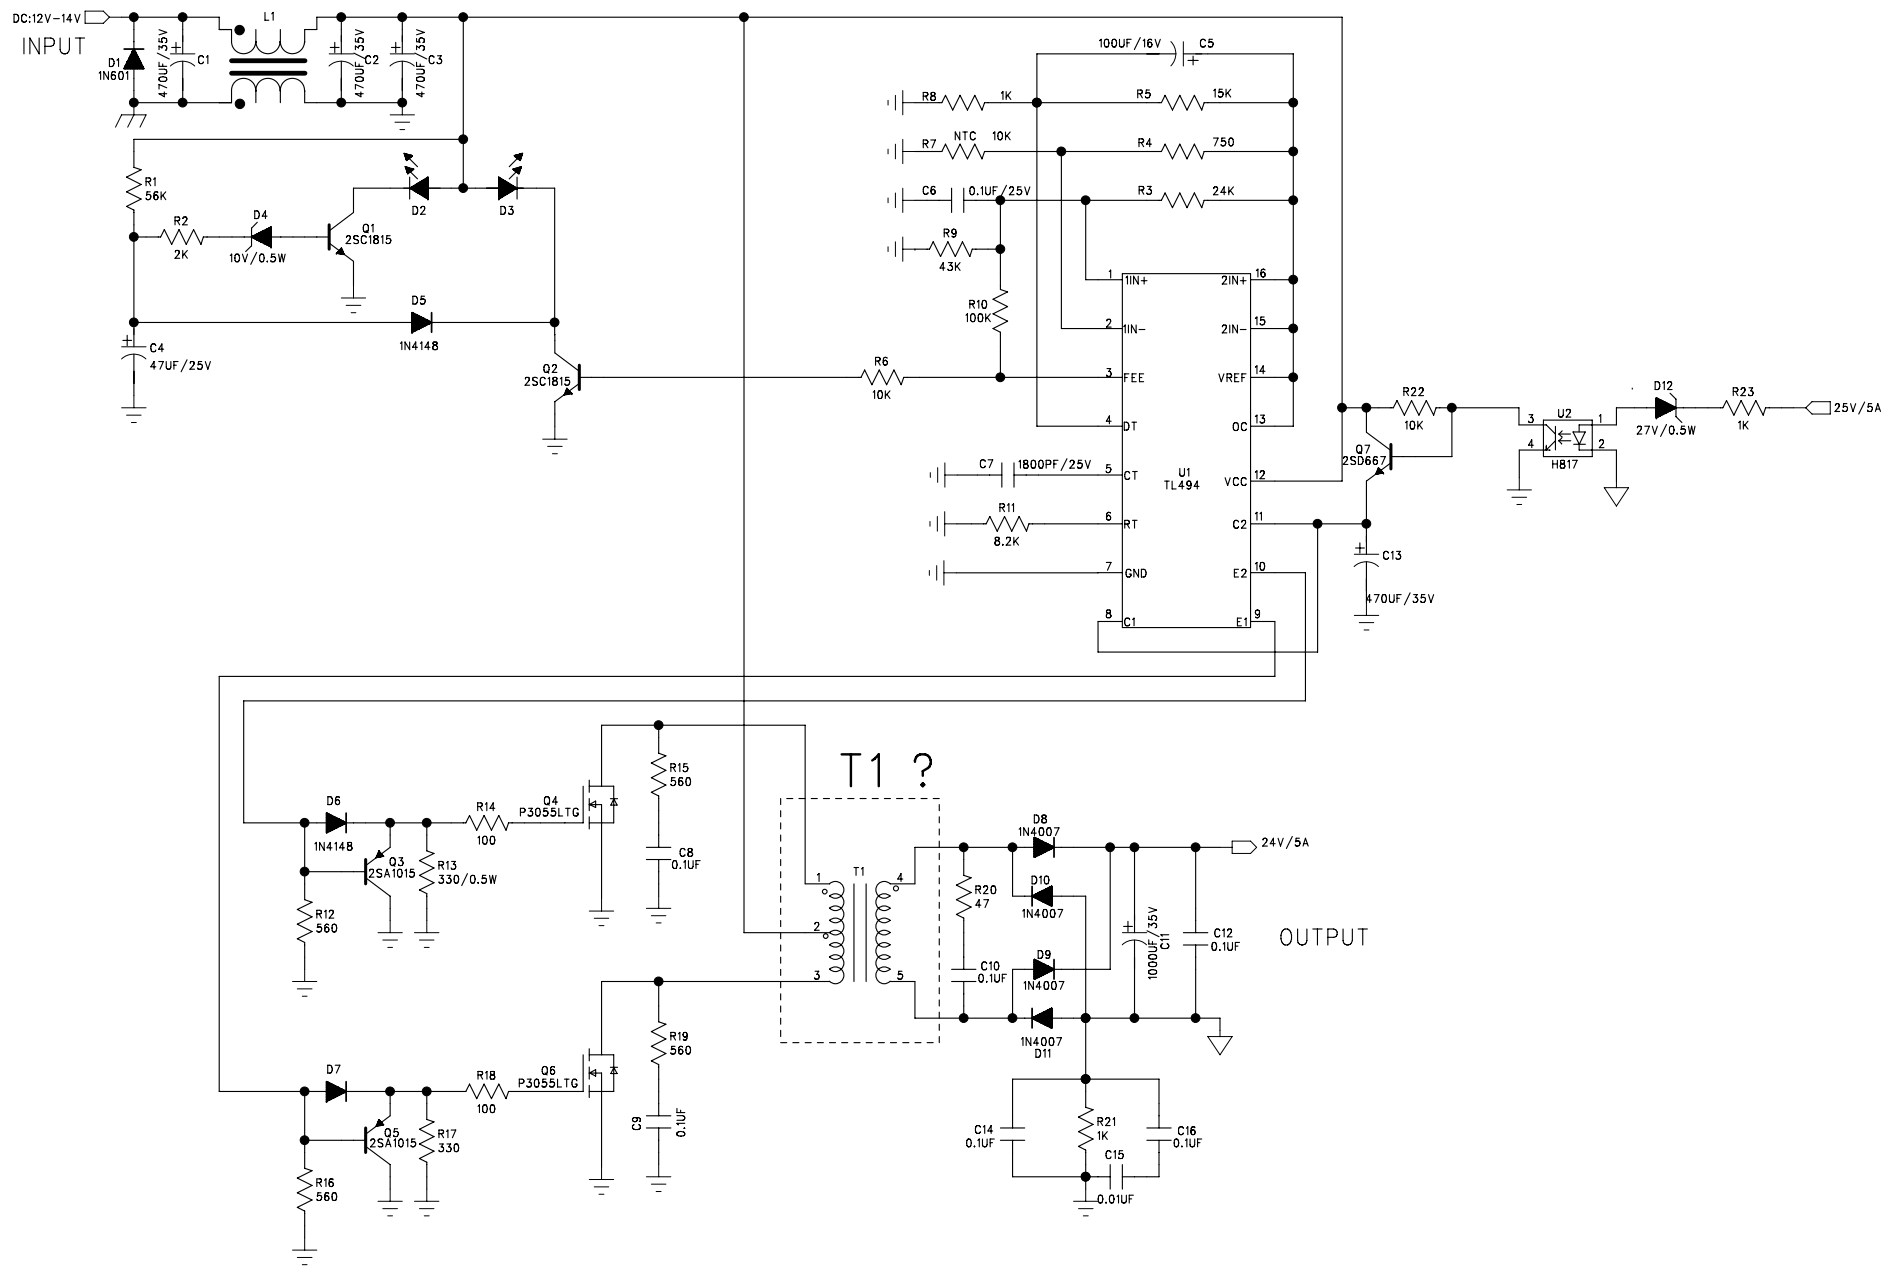 DC:12V-14V
INPUT
D1
1N601
470UF/35V
C1
L1
470UF/35V
C2
470UF/35V
C3
R1
56K
R2
2K
D4
10V/0.5W
Q1
2SC1815
D2
D3
D5
1N4148
C4
47UF/25V
Q2
2SC1815
R6
10K
100UF/16V
C5
R8
1K
R5
15K
R7
NTC
10K
R4
750
C6
0.1UF/25V
R3
24K
R9
43K
R10
100K
1
1IN+
2IN+
16
2
1IN-
2IN-
15
3
FEE
VREF
14
4
DT
OC
13
C7
1800PF/25V
5
CT
U1
TL494
VCC
12
R11
8.2K
6
RT
C2
11
7
GND
E2
10
8
C1
E1
9
R22
10K
Q7
2SD667
C13
470UF/35V
3
4
U2
H817
1
2
D12
27V/0.5W
R23
1K
25V/5A
D6
1N4148
Q3
2SA1015
R12
560
R13
330/0.5W
R14
100
Q4
P3055LTG
R15
560
C8
0.1UF
T1 ?
1
T1
4
2
3
5
R20
47
C10
0.1UF
D8
1N4007
D10
1N4007
D9
1N4007
1N4007
D11
24V/5A
1000UF/35V
C11
C12
0.1UF
OUTPUT
D7
Q5
2SA1015
R16
560
R17
330
R18
100
Q6
P3055LTG
R19
560
C9
0.1UF
C14
0.1UF
R21
1K
C16
0.1UF
C15
0.01UF